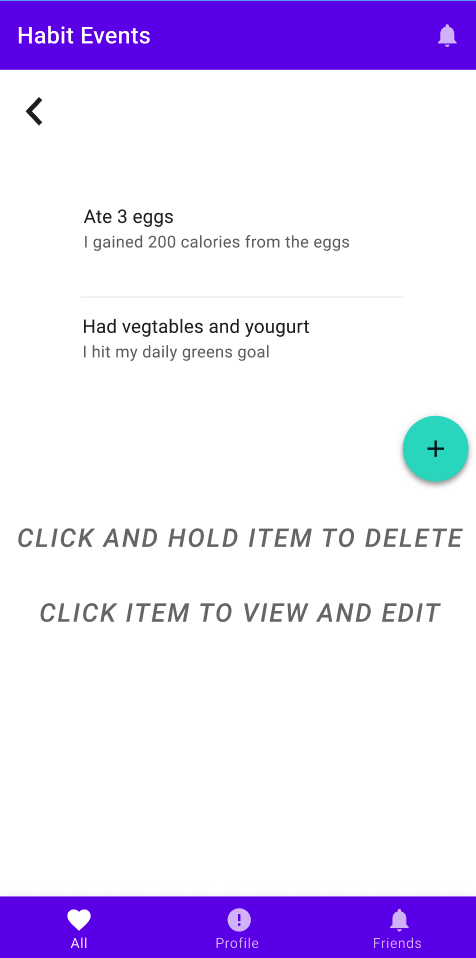 Habit Events
Ate 3 eggs
I gained 200 calories from the eggs
Had vegtables and yougurt
I hit my daily greens goal
+
CLICK AND HOLD ITEM TO DELETE
CLICK ITEM TO VIEW AND EDIT
All
Profile
Friends